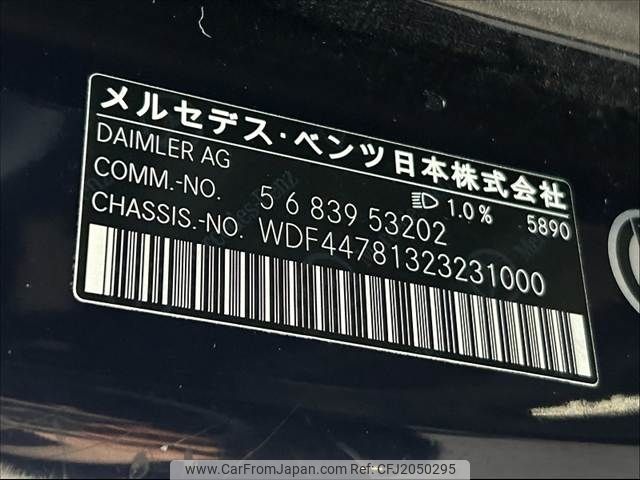 メルセデス・ベンツ日本株式会社
DAIMLER AG
1.0% 5890
COMM.-NO. 5 6 839 53202
CHASSIS.-NO. WDF44781323231000
www.CarFromJapan.com | Ref: CFJ2050295